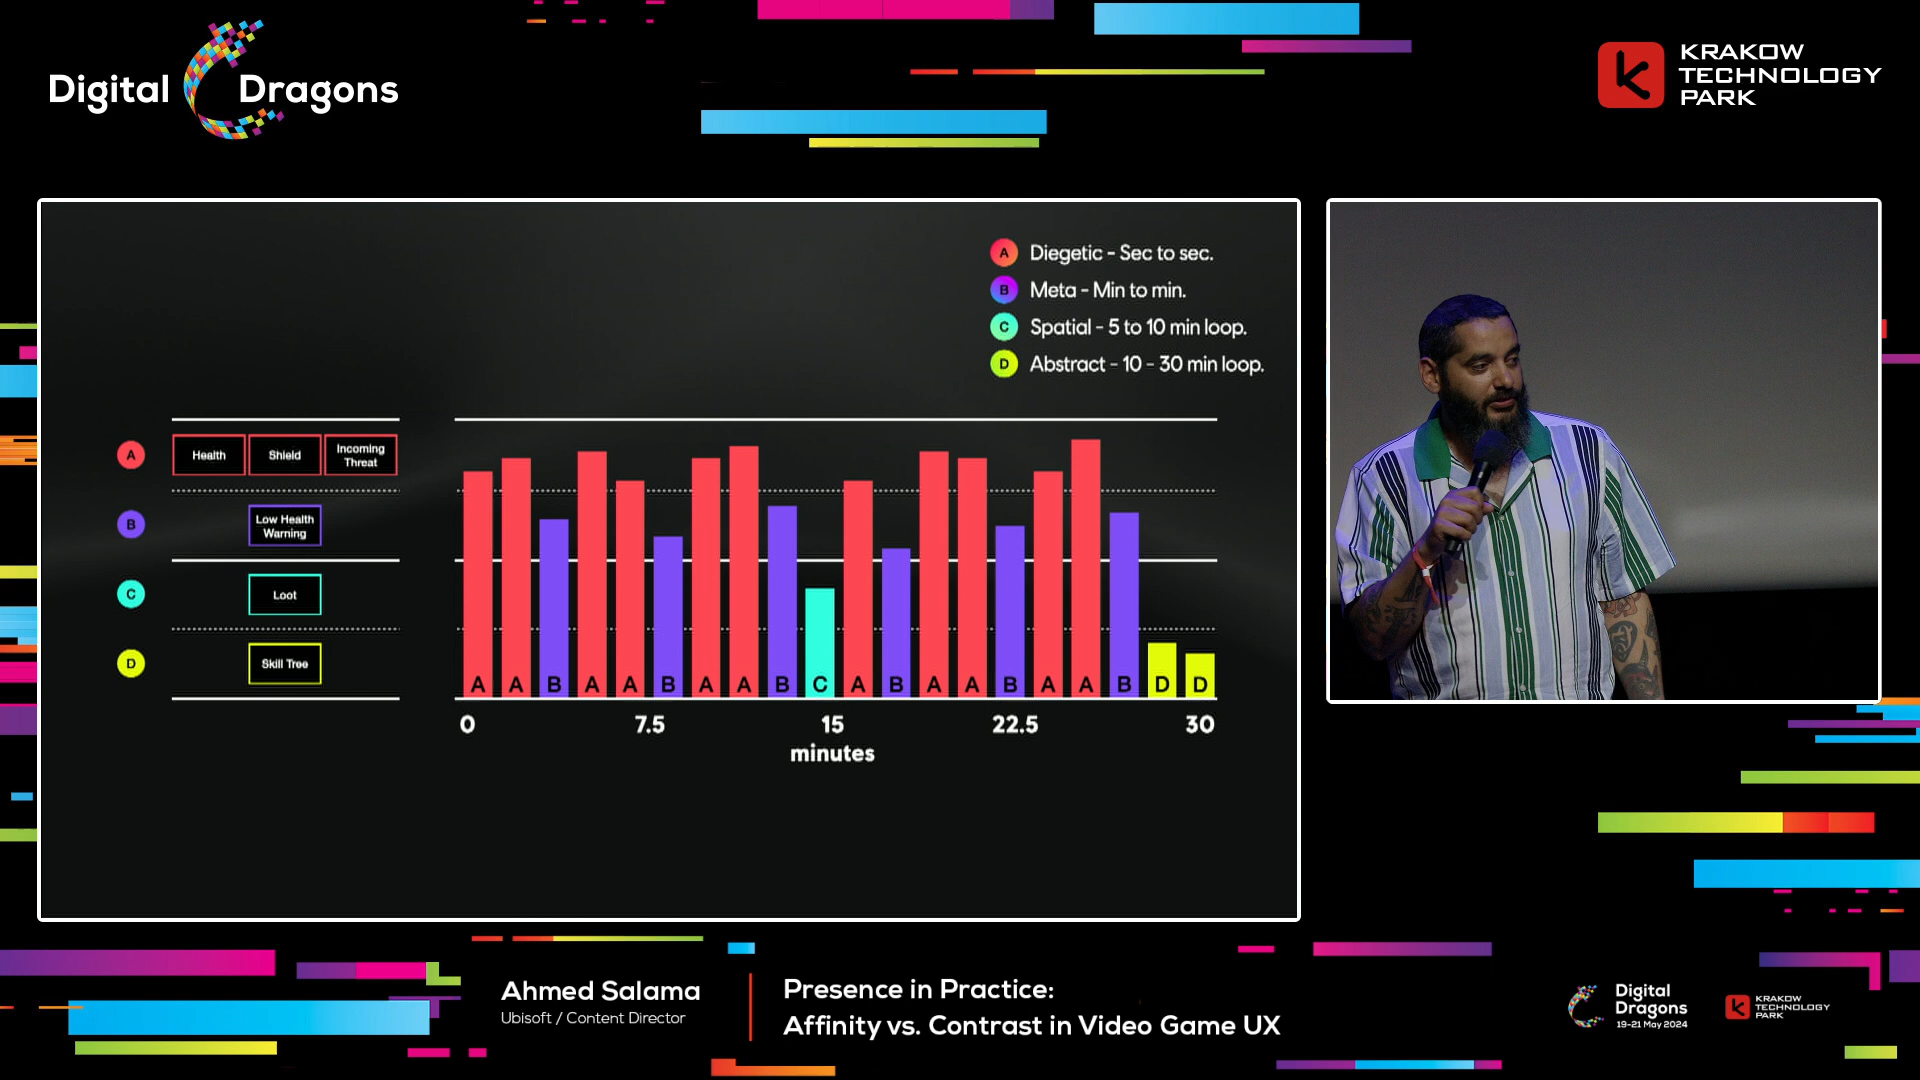 Digital Dragons
KRAKOW
TECHNOLOGY
PARK
A Diegetic - Sec to sec.
B Meta - Min to min.
C Spatial - 5 to 10 min loop.
D Abstract - 10 - 30 min loop.
A Health Shield Incoming
Threat
B Low Health
Warning
C Loot
D Skill Tree
A A B A A B A A B C A B A A B A A B D D
0 7.5 15 22.5 30
minutes
Ahmed Salama
Ubisoft / Content Director
Presence in Practice:
Affinity vs. Contrast in Video Game UX
Digital
Dragons
19-21 May 2024
KRAKOW
TECHNOLOGY
PARK